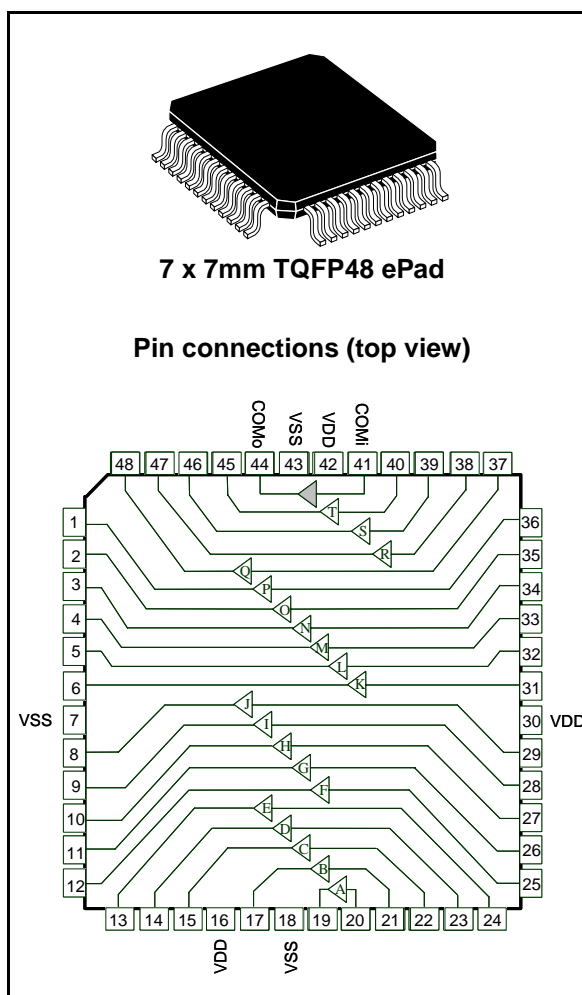 7 x 7mm TQFP48 ePad
Pin connections (top view)
COMo VSS VDD COMi
48 47 46 45 44 43 42 41 40 39 38 37
T
1 S 36
R
2 35
Q
3 P 34
O
4 N 33
M
5 L 32
6 K 31
J
VSS 7 I 30 VDD
8 H 29
G
9 F 28
10 E 27
D
11 C 26
B
12 A 25
13 14 15 16 17 18 19 20 21 22 23 24
VDD VSS